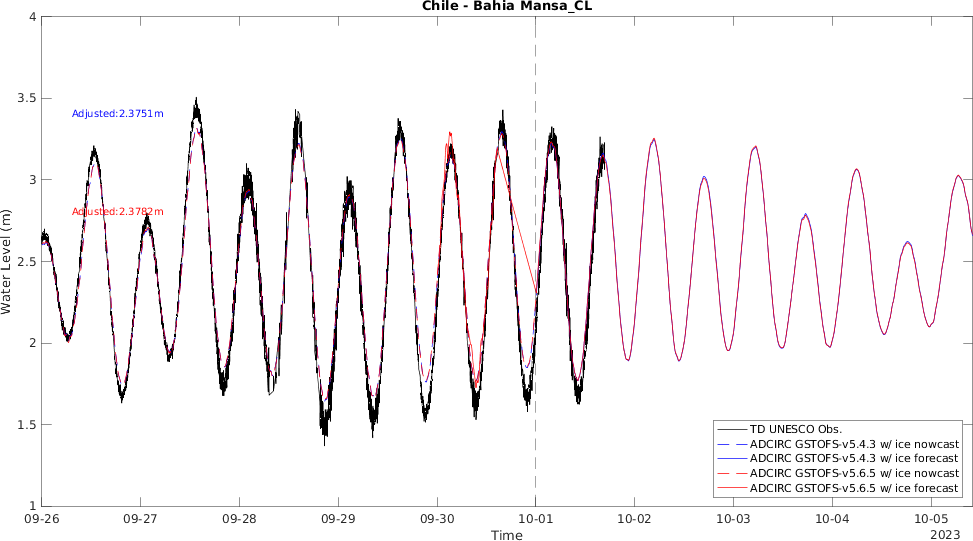 Chile - Bahia Mansa_CL
4
3.5
3
2.5
2
1.5
1
Water Level (m)
Adjusted:2.3751m
Adjusted:2.3782m
TD UNESCO Obs.
ADCIRC GSTOFS-v5.4.3 w/ ice nowcast
ADCIRC GSTOFS-v5.4.3 w/ ice forecast
ADCIRC GSTOFS-v5.6.5 w/ ice nowcast
ADCIRC GSTOFS-v5.6.5 w/ ice forecast
09-26 09-27 09-28 09-29 09-30 10-01 10-02 10-03 10-04 10-05
Time
2023